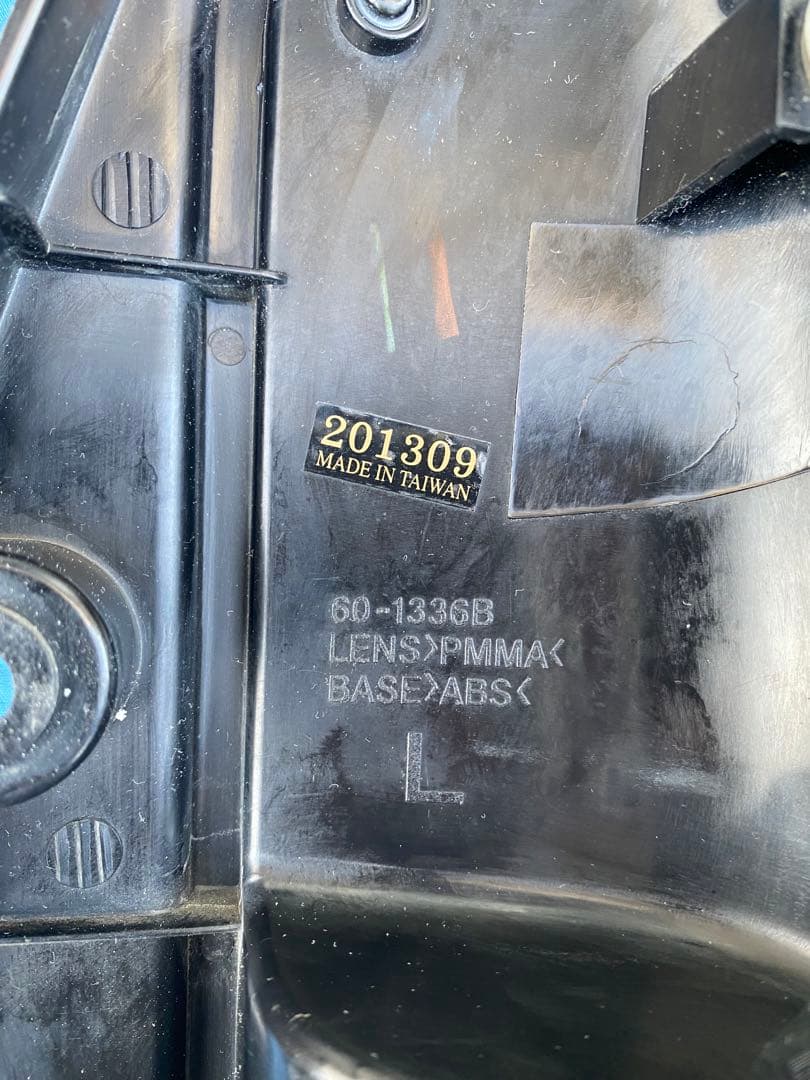 201309
MADE IN TAIWAN
60-1336B
LENS>PMMA<
BASE>ABS<
L